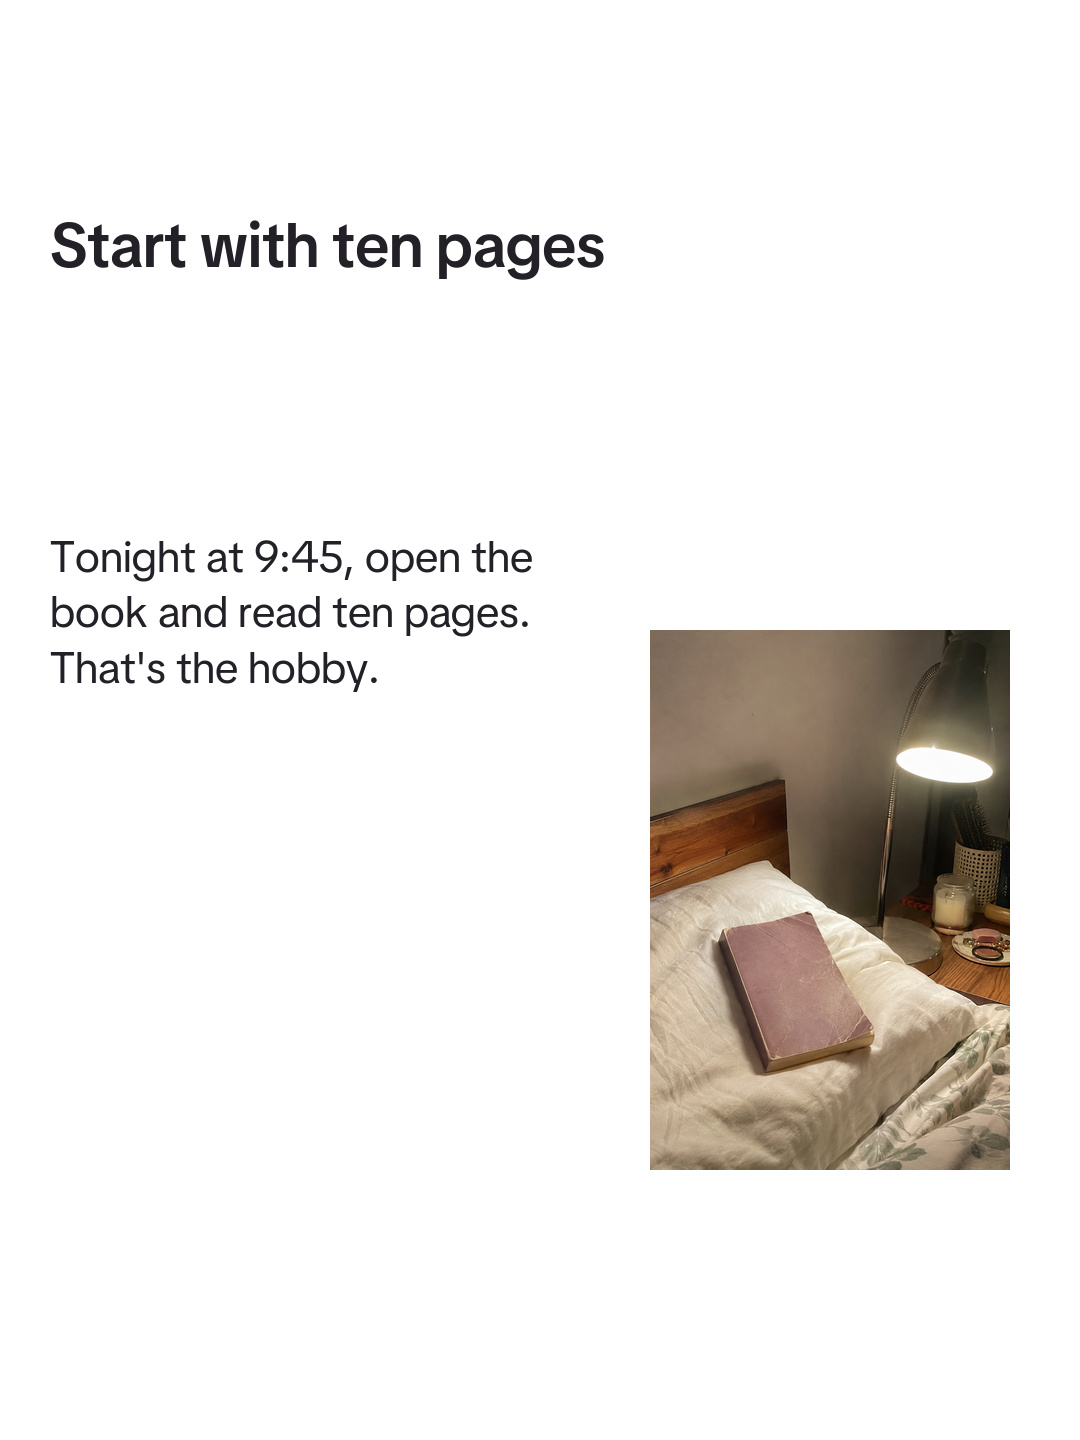 Start with ten pages
Tonight at 9:45, open the
book and read ten pages.
That's the hobby.